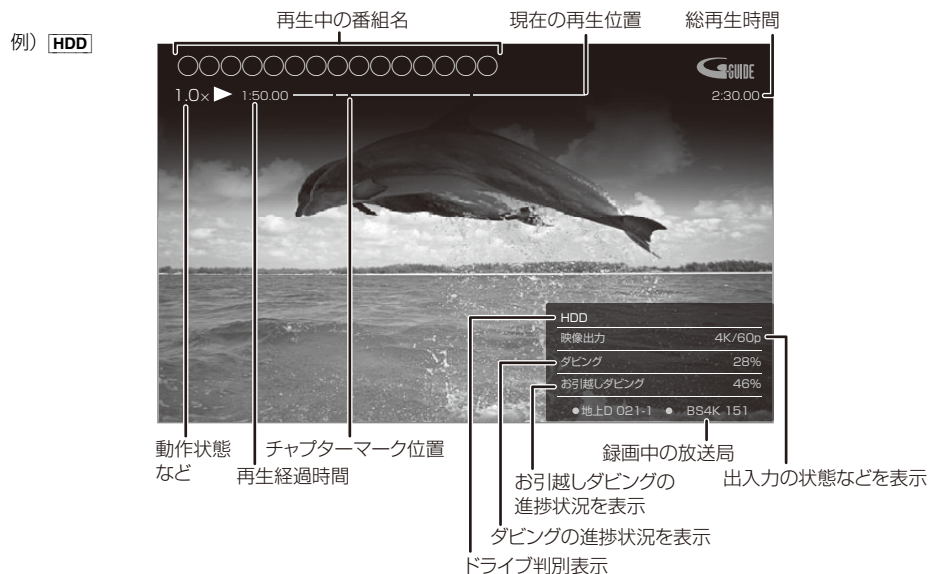 再生中の番組名 現在の再生位置 総再生時間
例) HDD
○○○○○○○○○○○○○○○ G-GUIDE
1.0× ▶ 1:50.00 2:30.00
HDD
映像出力 4K/60p
ダビング 28%
お引越しダビング 46%
●地上D 021-1 ● BS4K 151
動作状態など
チャプターマーク位置
再生経過時間
録画中の放送局
出入力の状態などを表示
お引越しダビングの
進捗状況を表示
ダビングの進捗状況を表示
ドライブ判別表示